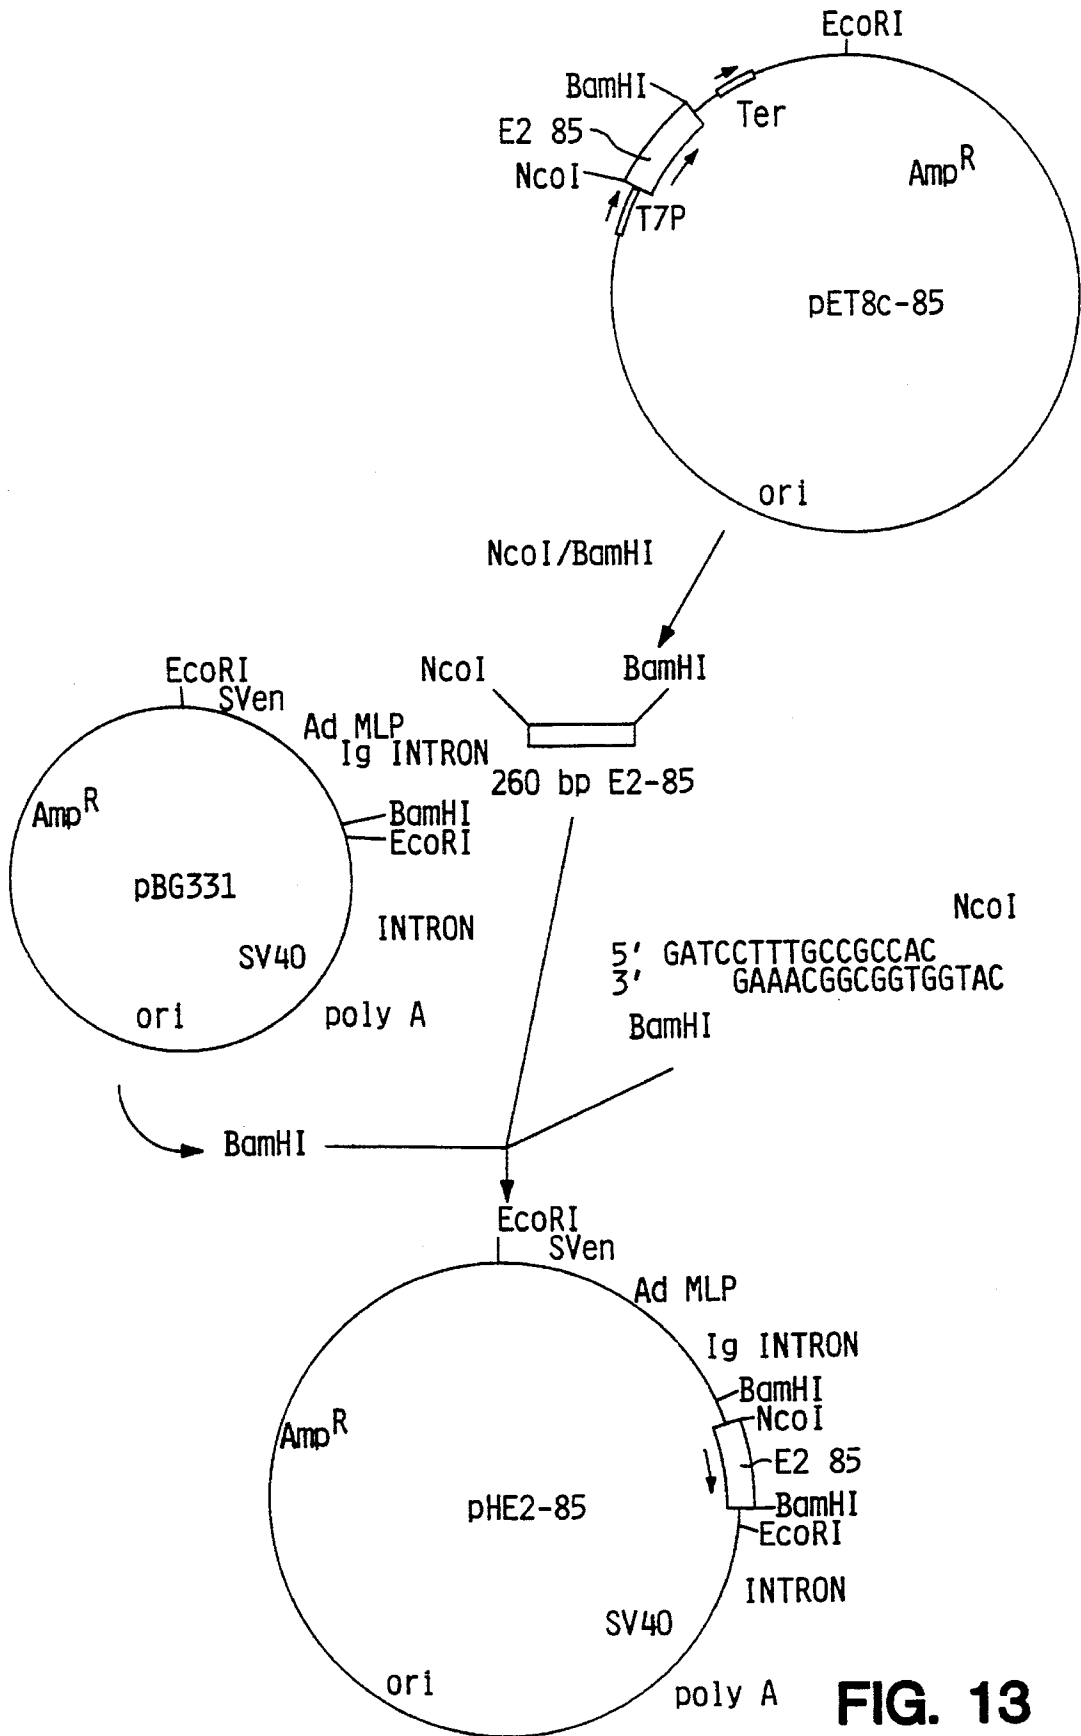 EcoRI
BamHI
Ter
E2 85
NcoI
AmpR
T7P
pET8c-85
ori
NcoI/BamHI
NcoI BamHI
260 bp E2-85
EcoRI
SVen
Ad MLP
Ig INTRON
AmpR
BamHI
EcoRI
pBG331
INTRON
SV40
ori
poly A
NcoI
5' GATCCTTTGCCGCCAC
3' GAAACGGCGGTGGTAC
BamHI
BamHI
EcoRI
SVen
Ad MLP
Ig INTRON
BamHI
NcoI
AmpR
E2 85
pHE2-85
BamHI
EcoRI
INTRON
SV40
ori
poly A
FIG. 13